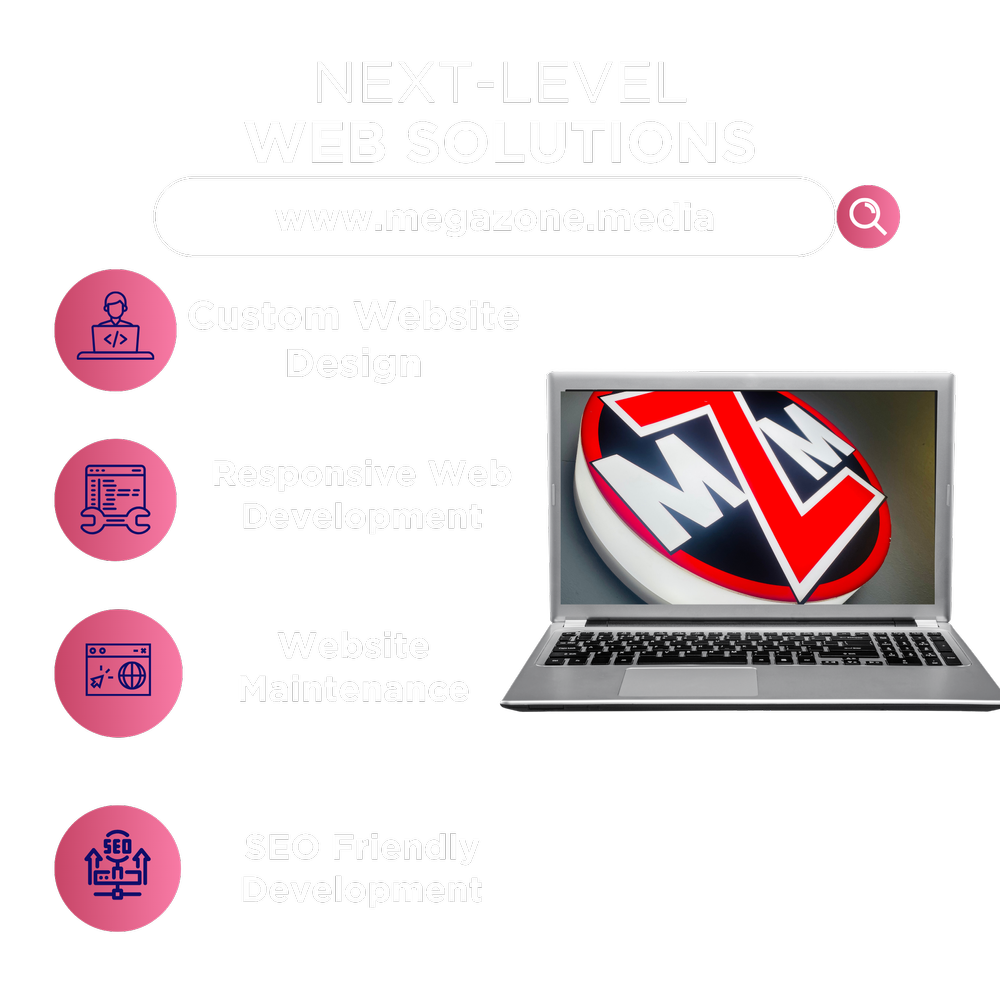 NEXT-LEVEL
WEB SOLUTIONS
www.megazone.media
Custom Website
Design
Responsive Web
Development
Website
Maintenance
SEO
SEO Friendly
Development
MZM